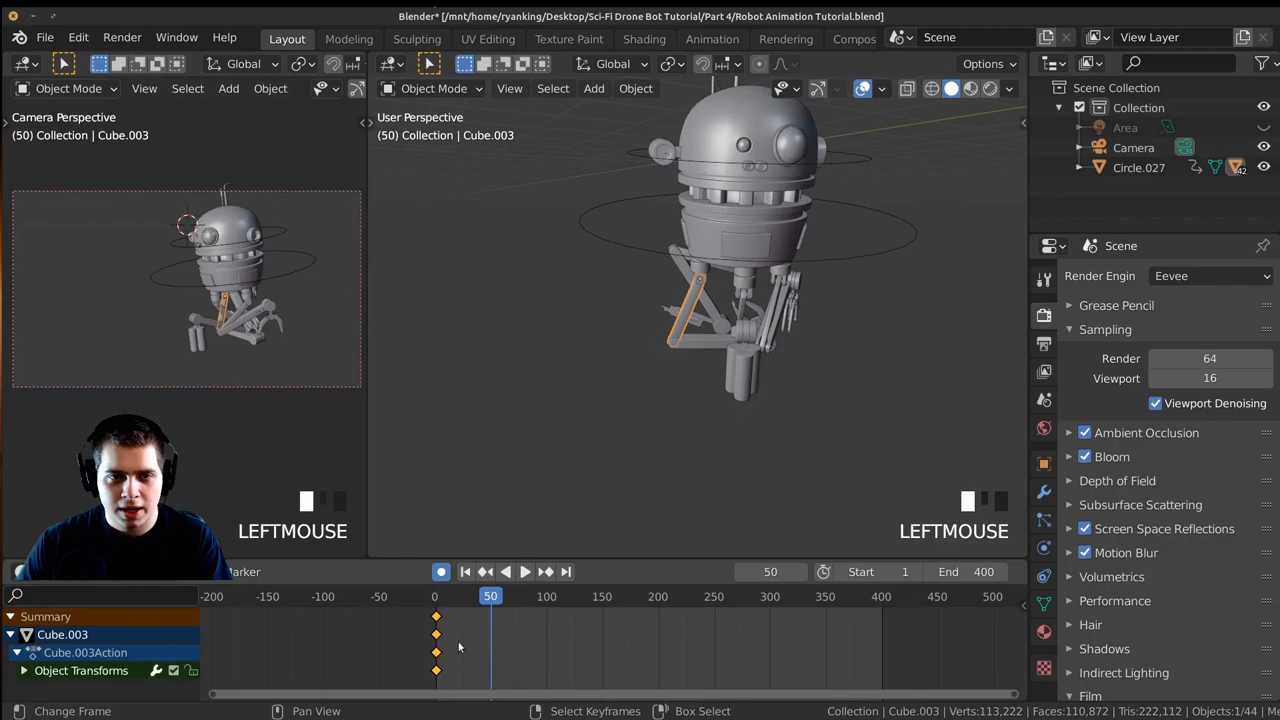 Blender* [/mnt/home/ryanking/Desktop/Sci-Fi Drone Bot Tutorial/Part 4/Robot Animation Tutorial.blend]
File Edit Render Window Help Layout Modeling Sculpting UV Editing Texture Paint Shading Animation Rendering Compos Scene View Layer
Global Global Options
Object Mode View Select Add Object Object Mode View Select Add Object
Scene Collection
Collection
Area
Camera
Circle.027 42
Camera Perspective
(50) Collection | Cube.003
User Perspective
(50) Collection | Cube.003
Scene
Render Engin Eevee
Grease Pencil
Sampling
Render 64
Viewport 16
Viewport Denoising
Ambient Occlusion
Bloom
Depth of Field
Subsurface Scattering
Screen Space Reflections
Motion Blur
Volumetrics
Performance
Hair
Shadows
Indirect Lighting
Film
LEFTMOUSE LEFTMOUSE
Marker 50 Start 1 End 400
-200 -150 -100 -50 0 50 100 150 200 250 300 350 400 450 500
Summary
Cube.003
Cube.003Action
Object Transforms
Change Frame Pan View Select Keyframes Box Select Collection | Cube.003 | Verts:113,222 | Faces:110,872 | Tris:222,112 | Objects:1/44 | Me